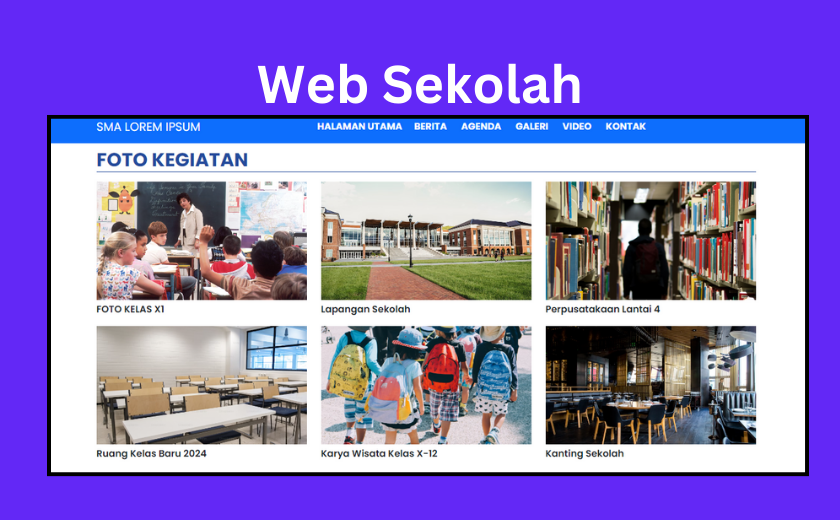 Web Sekolah
SMA LOREM IPSUM
HALAMAN UTAMA BERITA AGENDA GALERI VIDEO KONTAK
FOTO KEGIATAN
FOTO KELAS X1
Lapangan Sekolah
Perpusatakaan Lantai 4
Ruang Kelas Baru 2024
Karya Wisata Kelas X-12
Kanting Sekolah